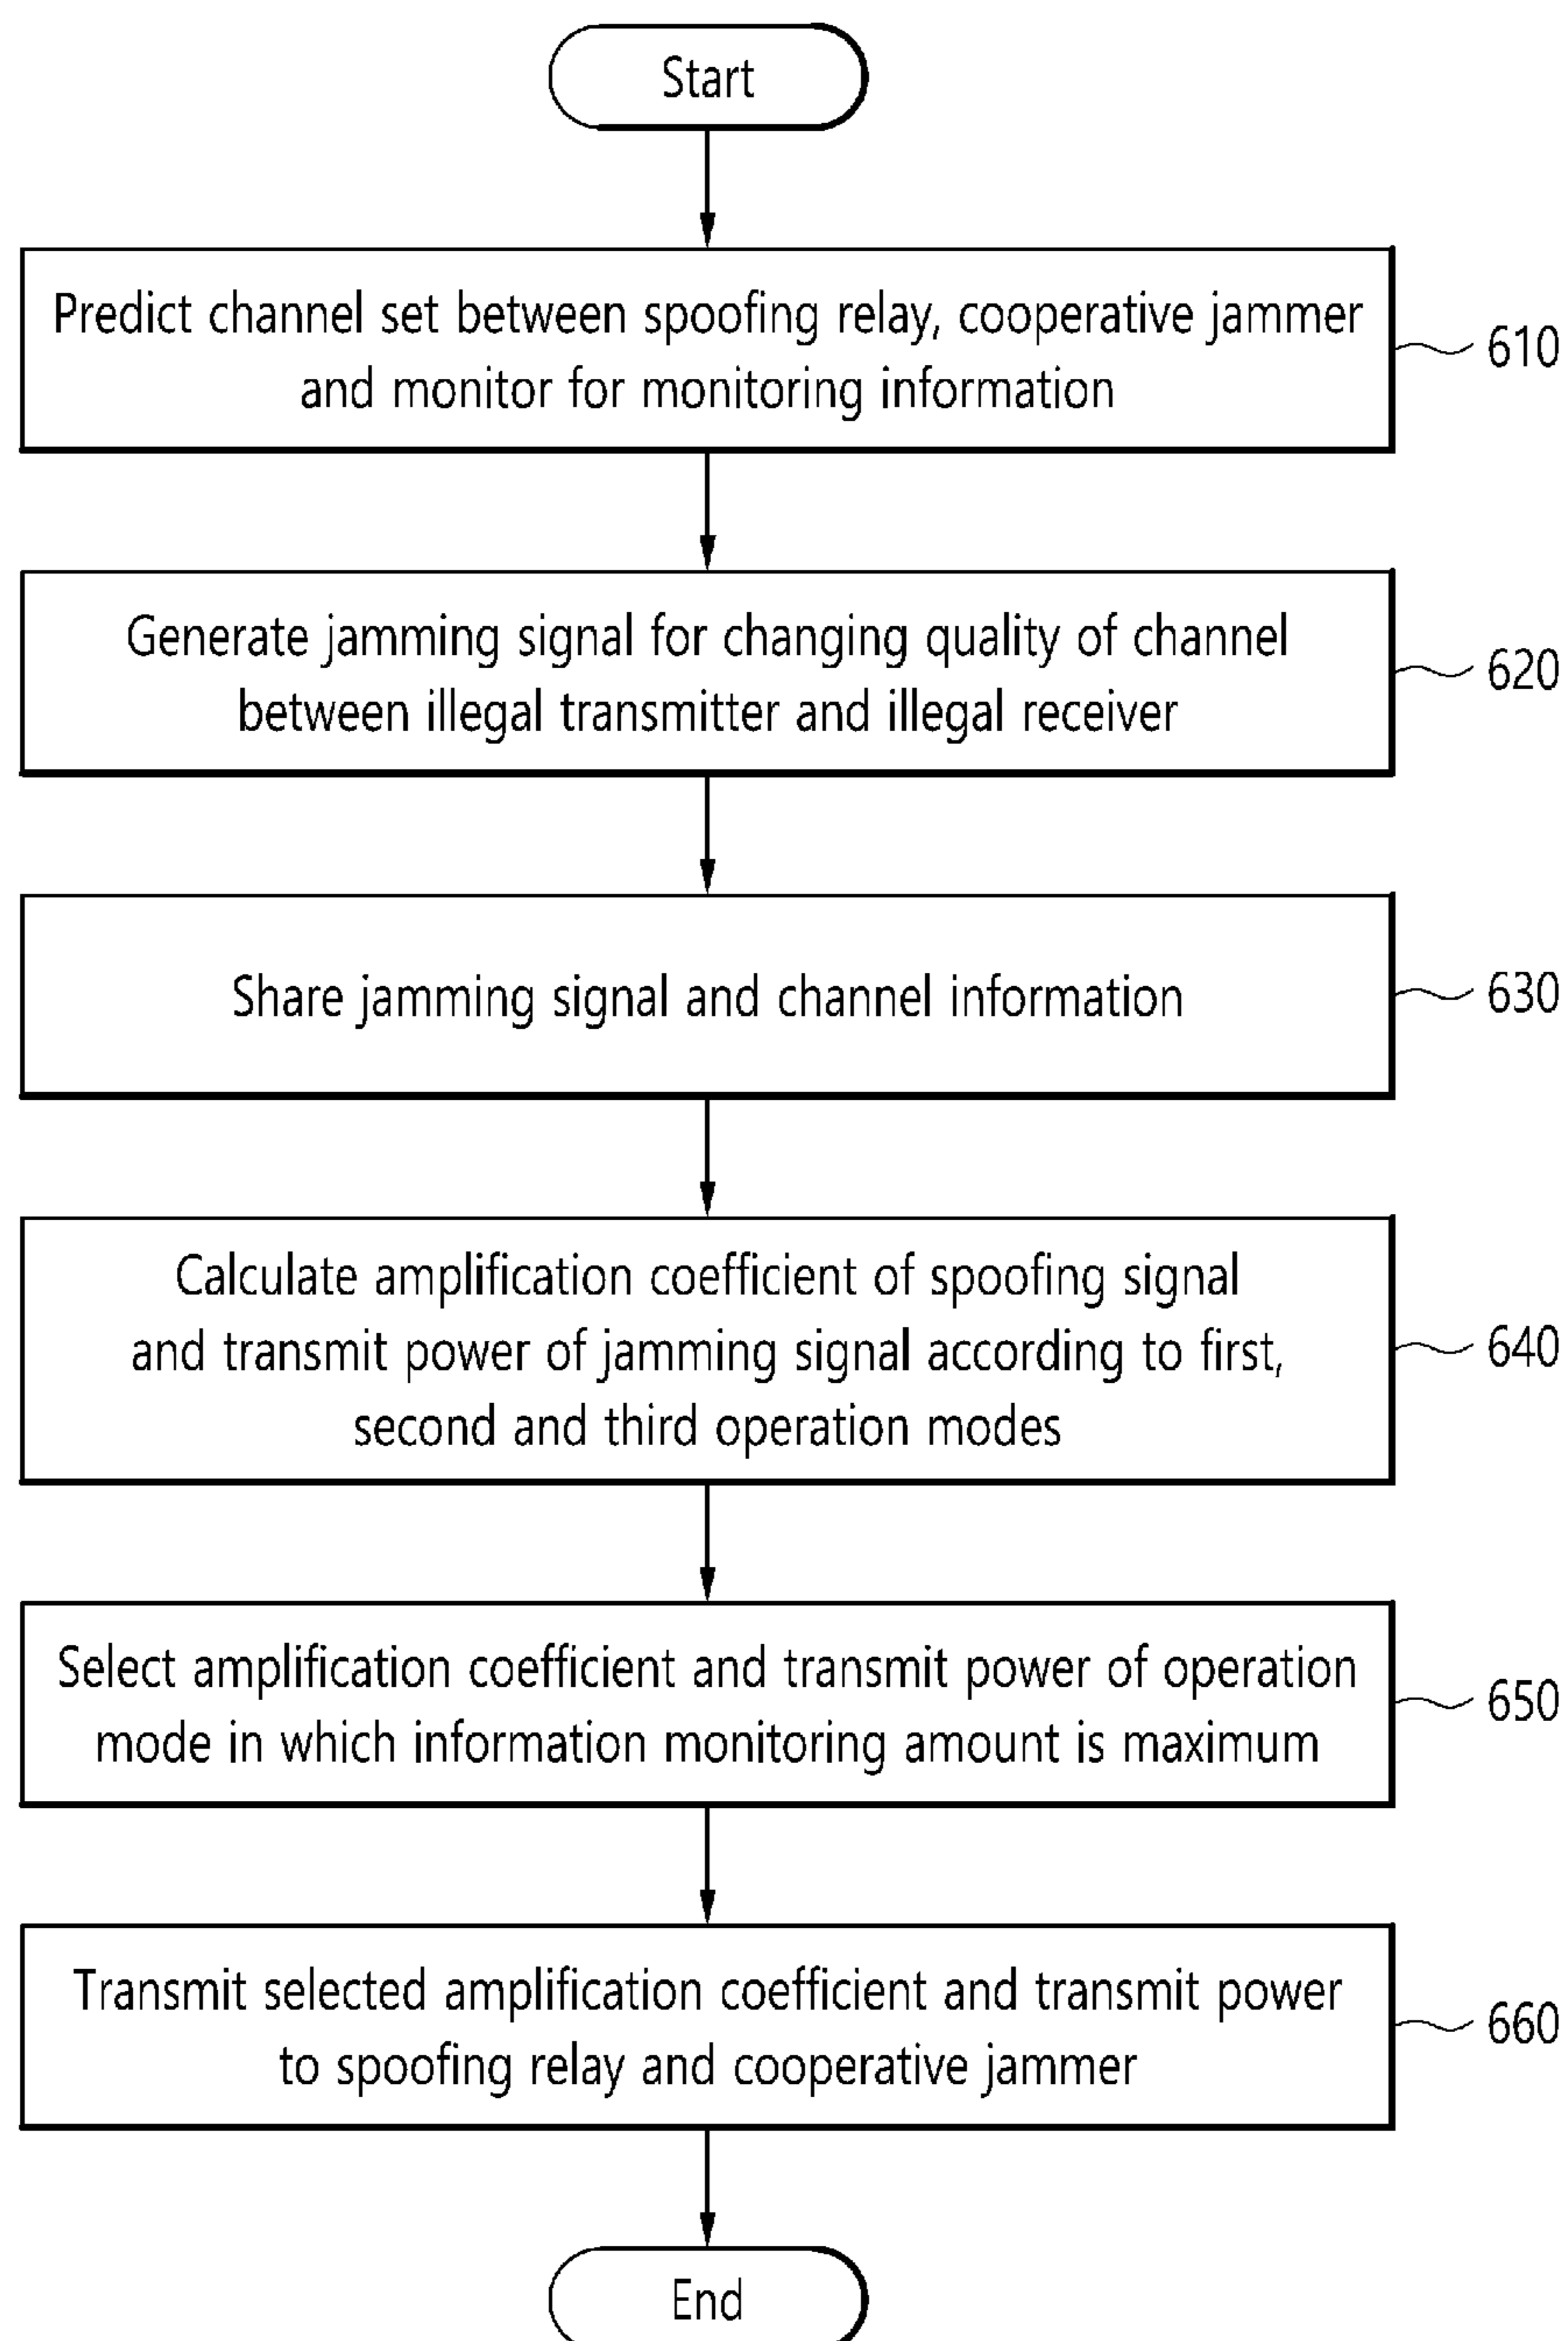 Start
Predict channel set between spoofing relay, cooperative jammer
and monitor for monitoring information
610
Generate jamming signal for changing quality of channel
between illegal transmitter and illegal receiver
620
Share jamming signal and channel information
630
Calculate amplification coefficient of spoofing signal
and transmit power of jamming signal according to first,
second and third operation modes
640
Select amplification coefficient and transmit power of operation
mode in which information monitoring amount is maximum
650
Transmit selected amplification coefficient and transmit power
to spoofing relay and cooperative jammer
660
End